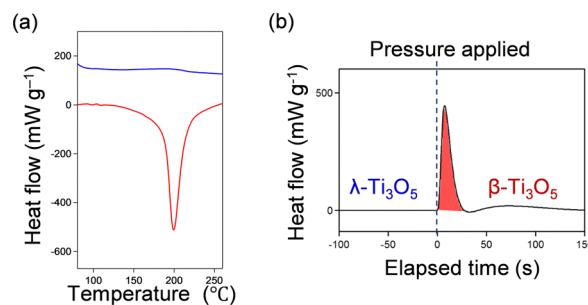 (a)
Heat flow (mW g⁻¹)
200
0
-200
-400
-600
100
150
200
250
Temperature (℃)
(b)
Pressure applied
Heat flow (mW g⁻¹)
500
0
λ-Ti₃O₅
β-Ti₃O₅
-100
-50
0
50
100
150
Elapsed time (s)